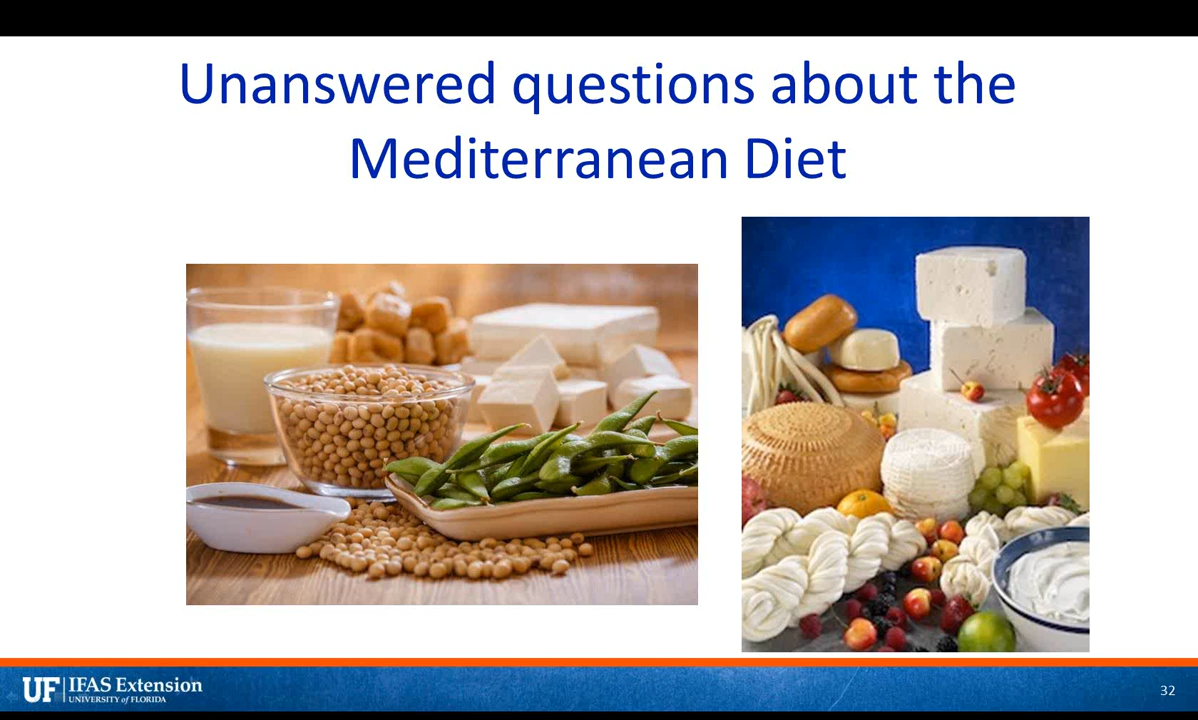 Unanswered questions about the
Mediterranean Diet
UF IFAS Extension
UNIVERSITY of FLORIDA
32